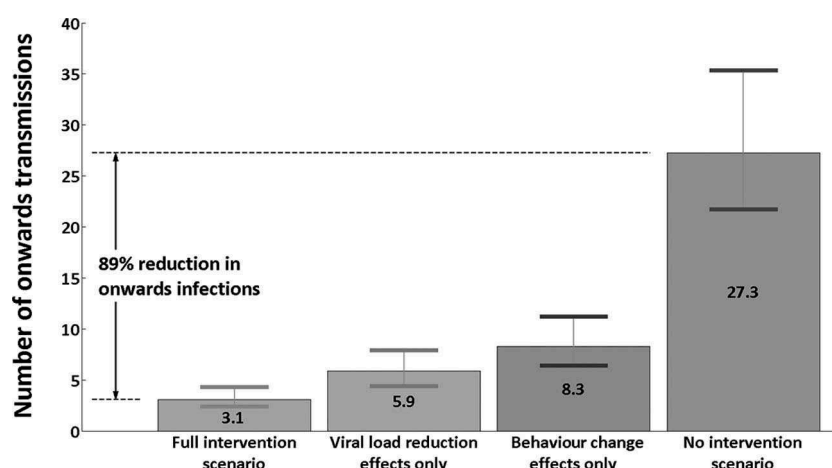 Number of onwards transmissions
40
35
30
25
20
15
10
5
0
89% reduction in
onwards infections
3.1
5.9
8.3
27.3
Full intervention
scenario
Viral load reduction
effects only
Behaviour change
effects only
No intervention
scenario